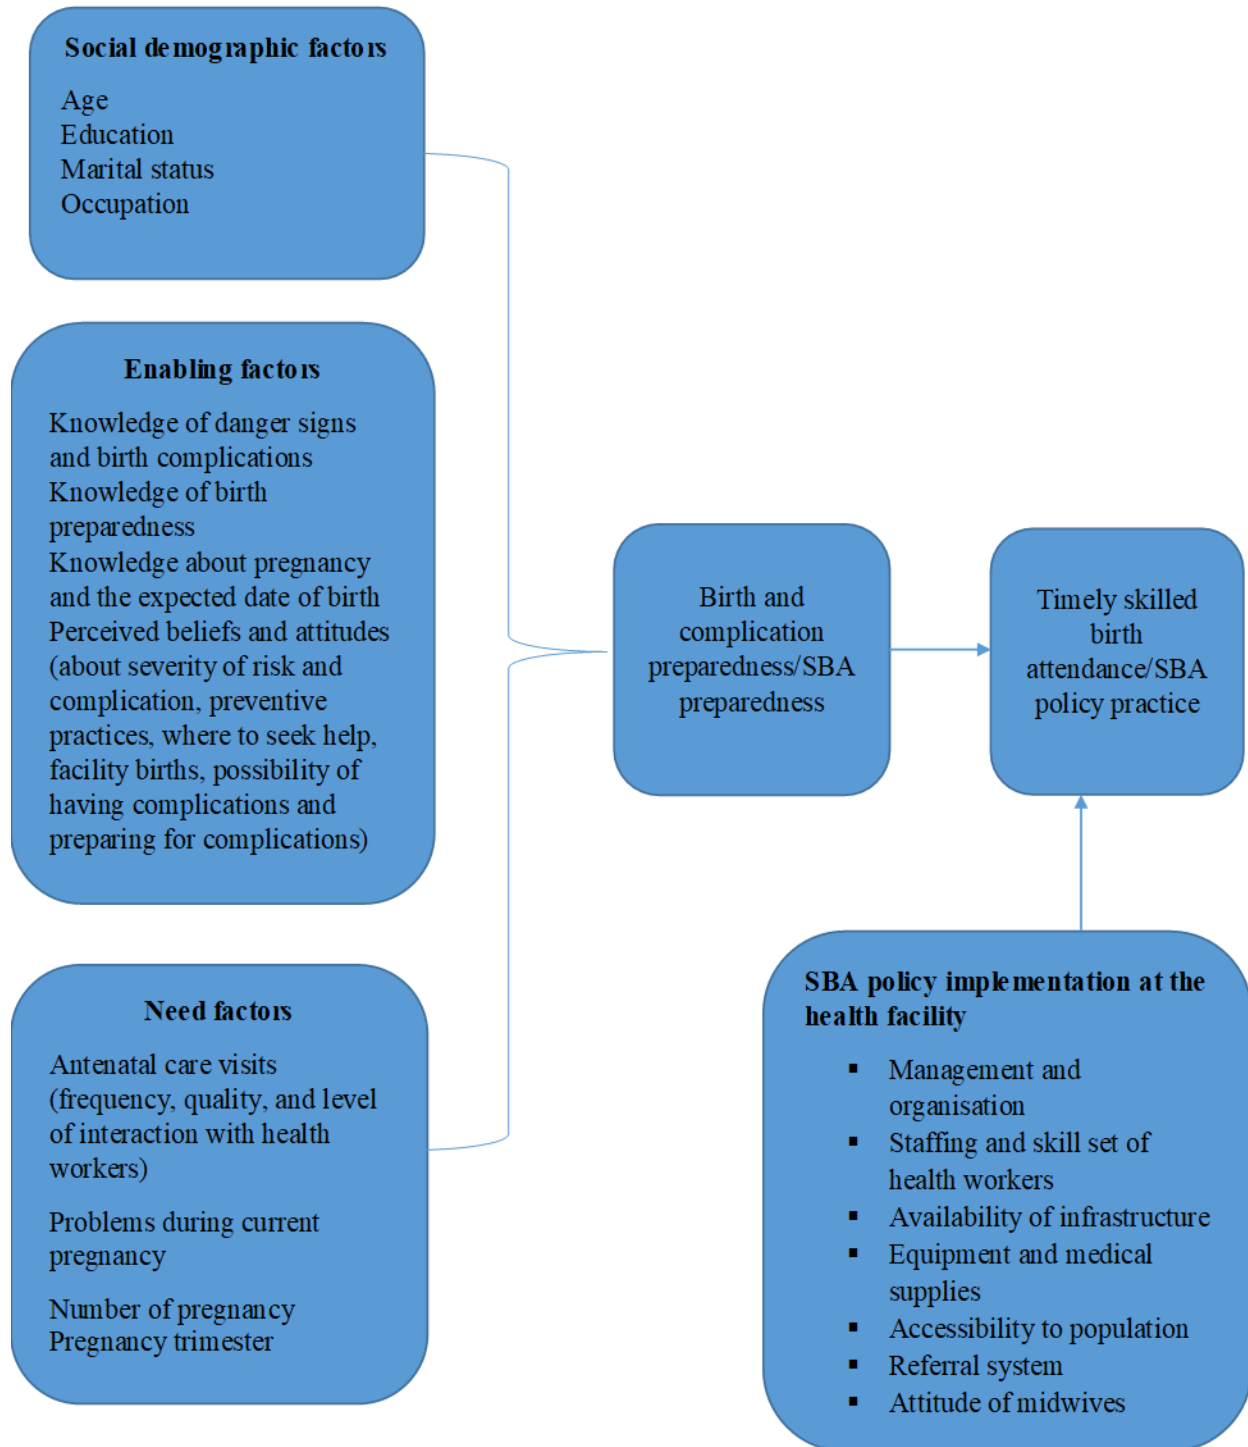 Social demographic factors
Age
Education
Marital status
Occupation
Enabling factors
Knowledge of danger signs
and birth complications
Knowledge of birth
preparedness
Knowledge about pregnancy
and the expected date of birth
Perceived beliefs and attitudes
(about severity of risk and
complication, preventive
practices, where to seek help,
facility births, possibility of
having complications and
preparing for complications)
Need factors
Antenatal care visits
(frequency, quality, and level
of interaction with health
workers)
Problems during current
pregnancy
Number of pregnancy
Pregnancy trimester
Birth and
complication
preparedness/SBA
preparedness
Timely skilled
birth
attendance/SBA
policy practice
SBA policy implementation at the
health facility
▪ Management and
organisation
▪ Staffing and skill set of
health workers
▪ Availability of infrastructure
▪ Equipment and medical
supplies
▪ Accessibility to population
▪ Referral system
▪ Attitude of midwives